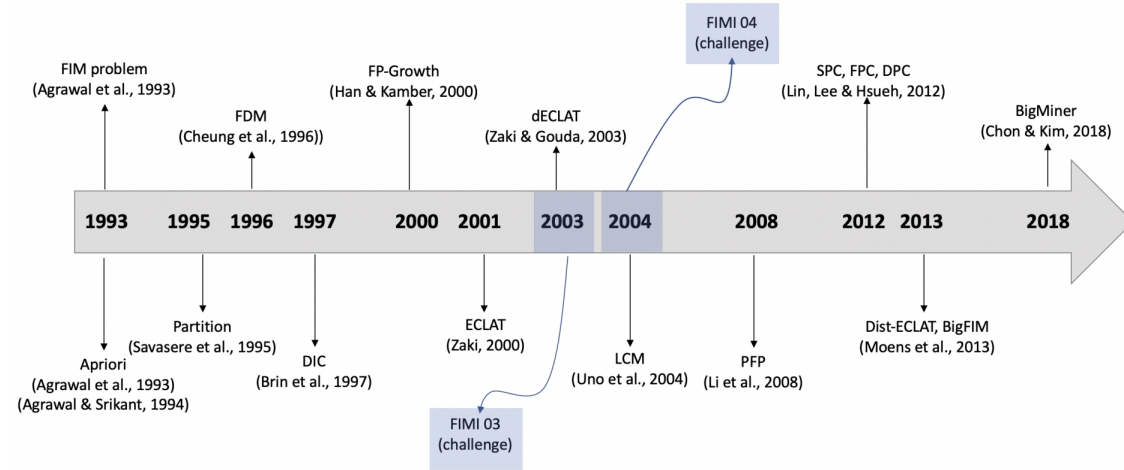 FIMI 04
(challenge)
FIM problem
(Agrawal et al., 1993)
FDM
(Cheung et al., 1996))
FP-Growth
(Han & Kamber, 2000)
dECLAT
(Zaki & Gouda, 2003)
SPC, FPC, DPC
(Lin, Lee & Hsueh, 2012)
BigMiner
(Chon & Kim, 2018)
1993 1995 1996 1997 2000 2001 2003 2004 2008 2012 2013 2018
Apriori
(Agrawal et al., 1993)
(Agrawal & Srikant, 1994)
Partition
(Savasere et al., 1995)
DIC
(Brin et al., 1997)
ECLAT
(Zaki, 2000)
FIMI 03
(challenge)
LCM
(Uno et al., 2004)
PFP
(Li et al., 2008)
Dist-ECLAT, BigFIM
(Moens et al., 2013)